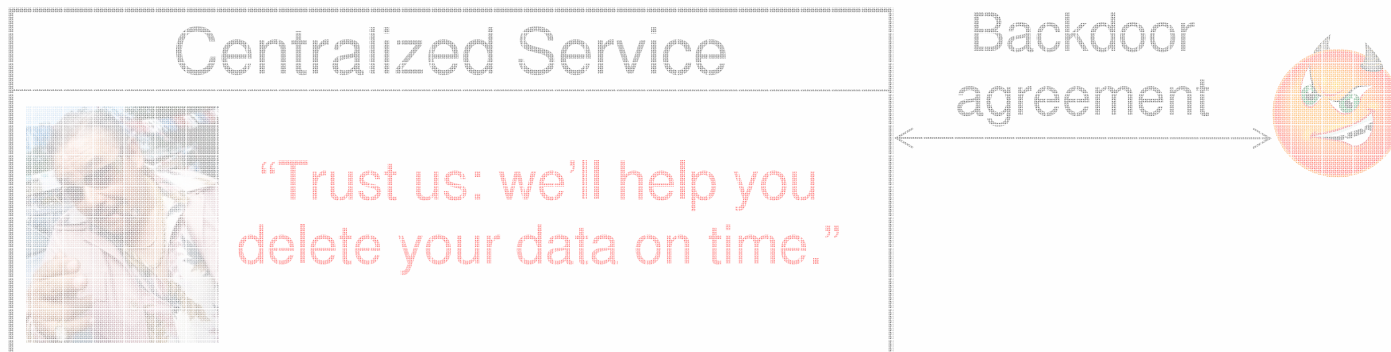 Centralized Service
Backdoor
agreement
“Trust us: we’ll help you
delete your data on time.”